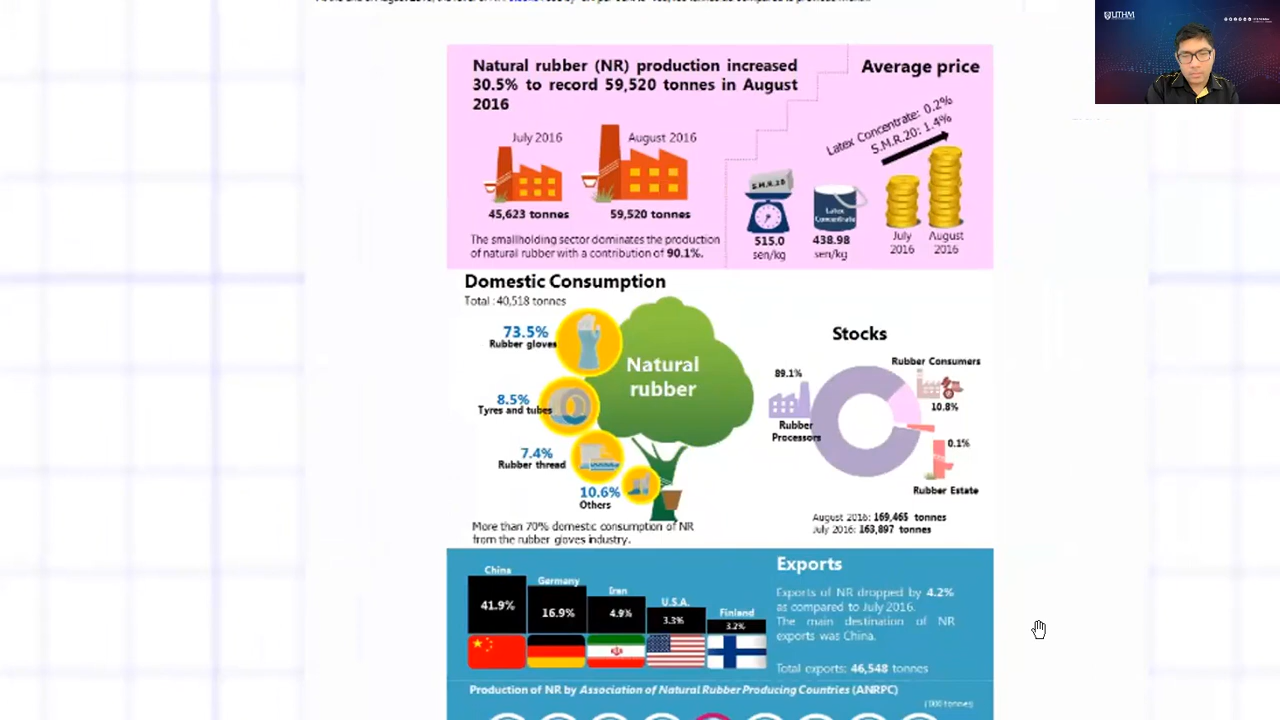 UTHM
Natural rubber (NR) production increased
30.5% to record 59,520 tonnes in August
2016
July 2016
August 2016
45,623 tonnes
59,520 tonnes
The smallholding sector dominates the production
of natural rubber with a contribution of 90.1%.
Average price
Latex Concentrate: 0.2%
S.M.R.20: 1.4%
S.M.R.20
Latex
Concentrate
515.0
sen/kg
438.98
sen/kg
July
2016
August
2016
Domestic Consumption
Total : 40,518 tonnes
73.5%
Rubber gloves
8.5%
Tyres and tubes
7.4%
Rubber thread
10.6%
Others
Natural
rubber
More than 70% domestic consumption of NR
from the rubber gloves industry.
Stocks
89.1%
Rubber
Processors
Rubber Consumers
10.8%
0.1%
Rubber Estate
August 2016: 169,465 tonnes
July 2016: 163,897 tonnes
China
41.9%
Germany
16.9%
Iran
4.9%
U.S.A.
3.3%
Finland
3.2%
Exports
Exports of NR dropped by 4.2%
as compared to July 2016.
The main destination of NR
exports was China.
Total exports: 46,548 tonnes
Production of NR by Association of Natural Rubber Producing Countries (ANRPC)
('000 tonnes)